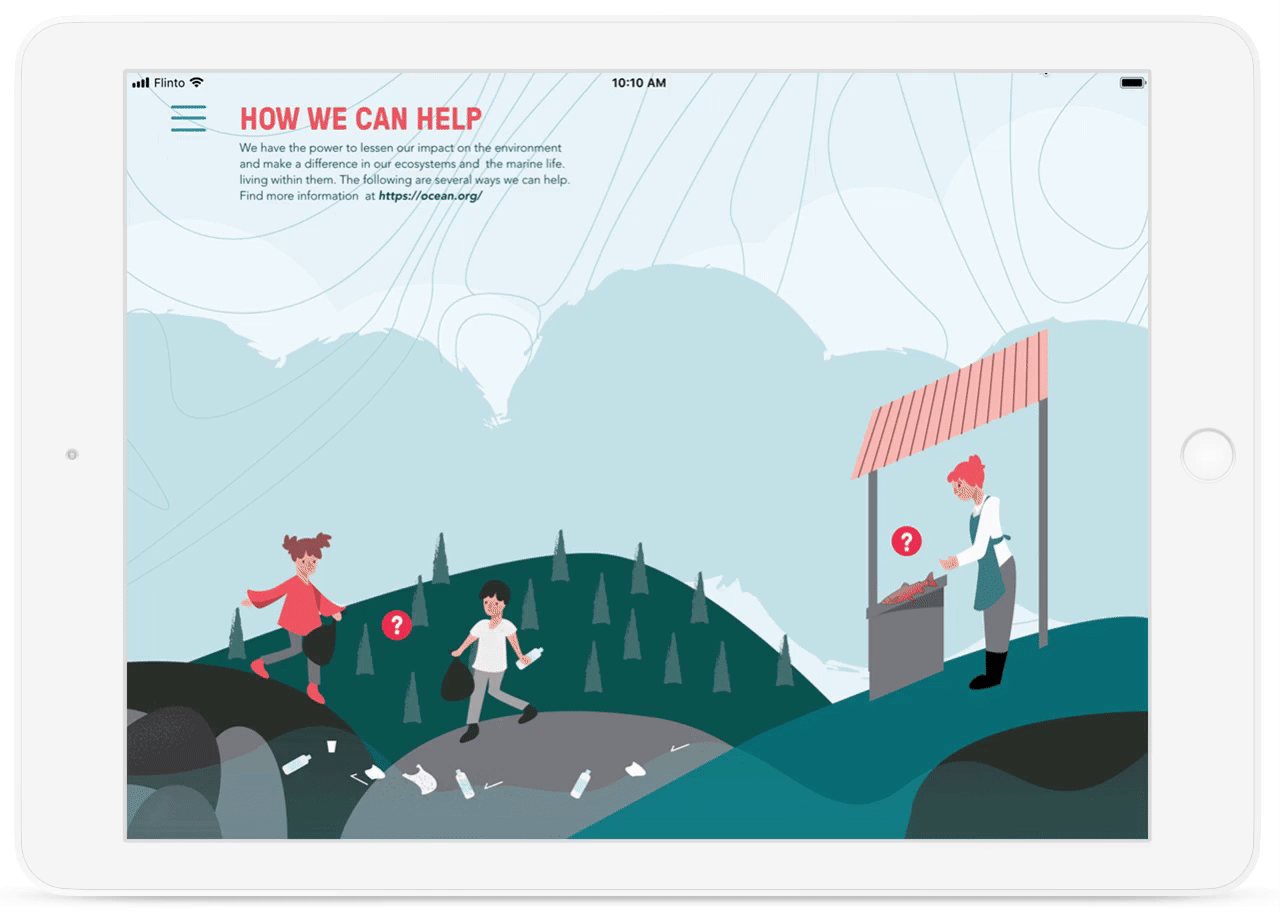 Flinto
10:10 AM
HOW WE CAN HELP
We have the power to lessen our impact on the environment
and make a difference in our ecosystems and  the marine life.
living within them. The following are several ways we can help.
Find more information  at https://ocean.org/
?
?